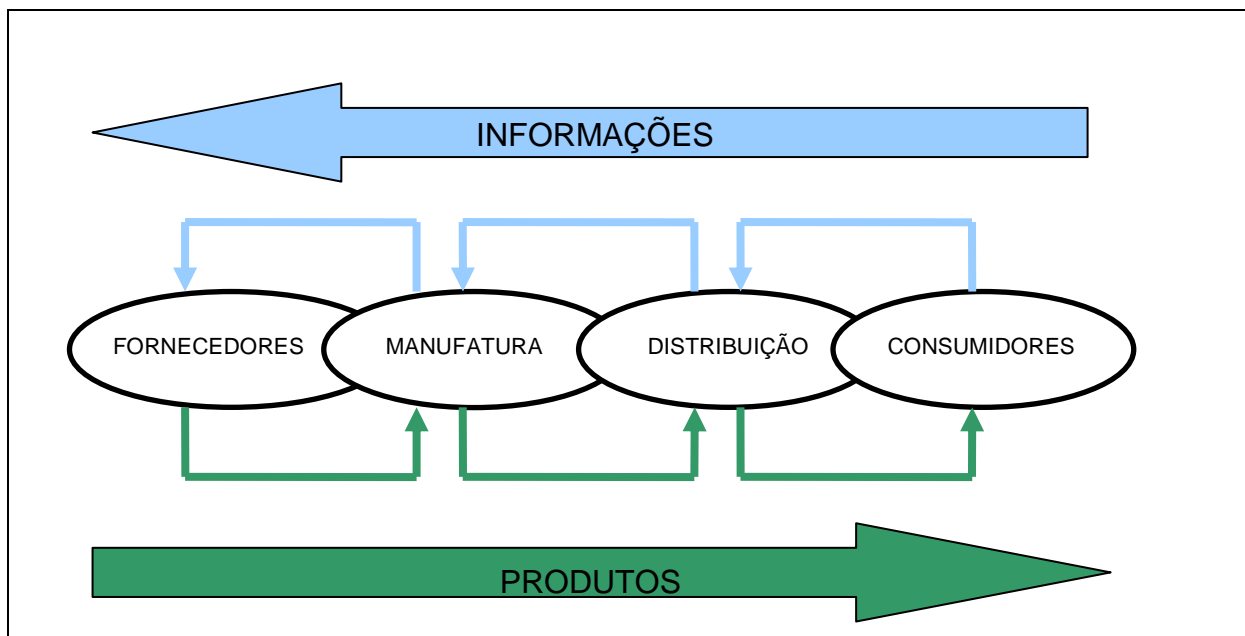 INFORMAÇÕES
FORNECEDORES
MANUFATURA
DISTRIBUIÇÃO
CONSUMIDORES
PRODUTOS